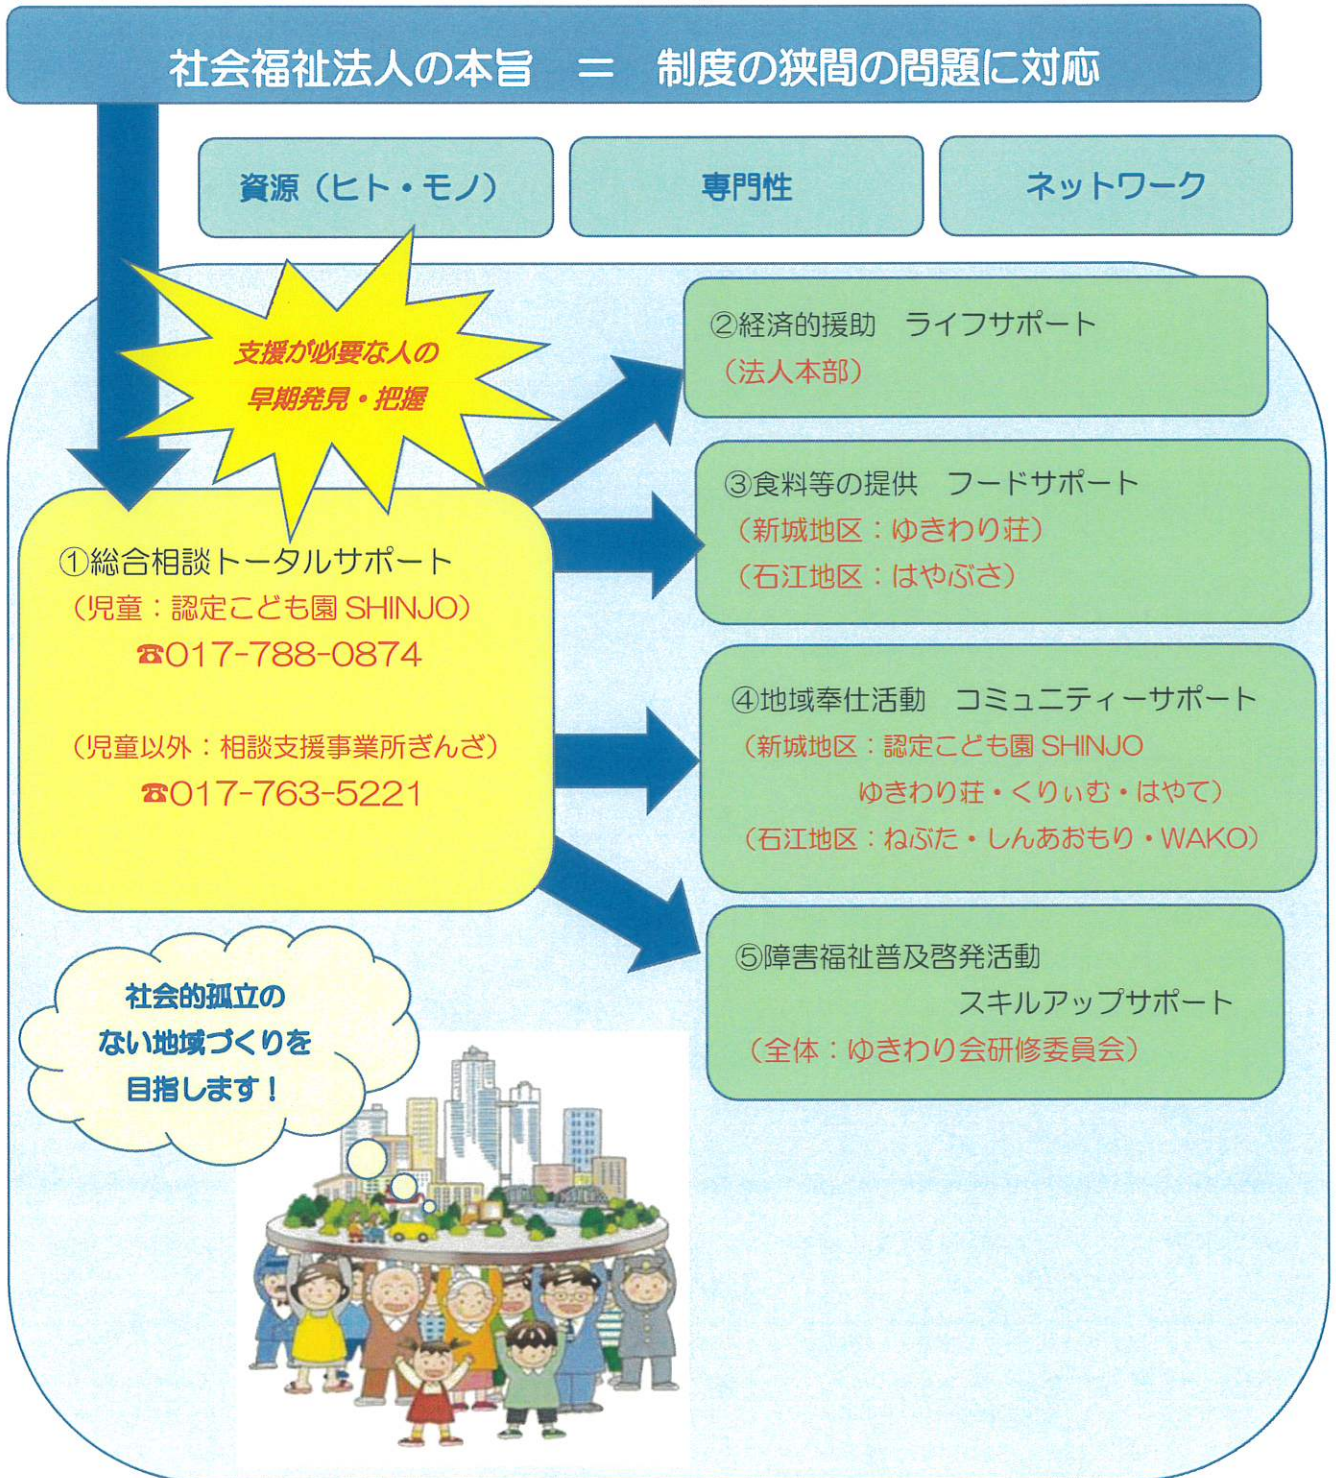 社会福祉法人の本旨 = 制度の狭間の問題に対応
資源(ヒト・モノ)
専門性
ネットワーク
支援が必要な人の
早期発見・把握
①総合相談トータルサポート
(児童:認定こども園 SHINJO)
☎017-788-0874
(児童以外:相談支援事業所ぎんざ)
☎017-763-5221
②経済的援助 ライフサポート
(法人本部)
③食料等の提供 フードサポート
(新城地区:ゆきわり荘)
(石江地区:はやぶさ)
④地域奉仕活動 コミュニティーサポート
(新城地区:認定こども園 SHINJO
ゆきわり荘・くりぃむ・はやて)
(石江地区:ねぶた・しんあおもり・WAKO)
⑤障害福祉普及啓発活動
スキルアップサポート
(全体:ゆきわり会研修委員会)
社会的孤立の
ない地域づくりを
目指します!